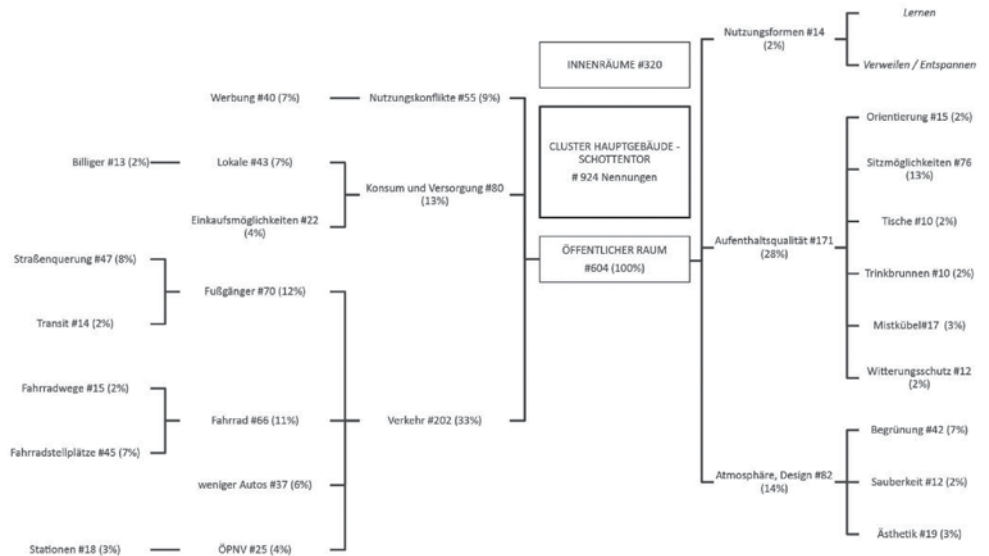 INNENRÄUME #320
CLUSTER HAUPTGEBÄUDE -
SCHOTTENTOR
# 924 Nennungen
ÖFFENTLICHER RAUM
#604 (100%)
Nutzungskonflikte #55 (9%)
Werbung #40 (7%)
Konsum und Versorgung #80
(13%)
Lokale #43 (7%)
Billiger #13 (2%)
Einkaufsmöglichkeiten #22
(4%)
Verkehr #202 (33%)
Fußgänger #70 (12%)
Straßenquerung #47 (8%)
Transit #14 (2%)
Fahrrad #66 (11%)
Fahrradwege #15 (2%)
Fahrradstellplätze #45 (7%)
weniger Autos #37 (6%)
ÖPNV #25 (4%)
Stationen #18 (3%)
Nutzungsformen #14
(2%)
Lernen
Verweilen / Entspannen
Aufenthaltsqualität #171
(28%)
Orientierung #15 (2%)
Sitzmöglichkeiten #76
(13%)
Tische #10 (2%)
Trinkbrunnen #10 (2%)
Mistkübel#17 (3%)
Witterungsschutz #12
(2%)
Atmosphäre, Design #82
(14%)
Begrünung #42 (7%)
Sauberkeit #12 (2%)
Ästhetik #19 (3%)